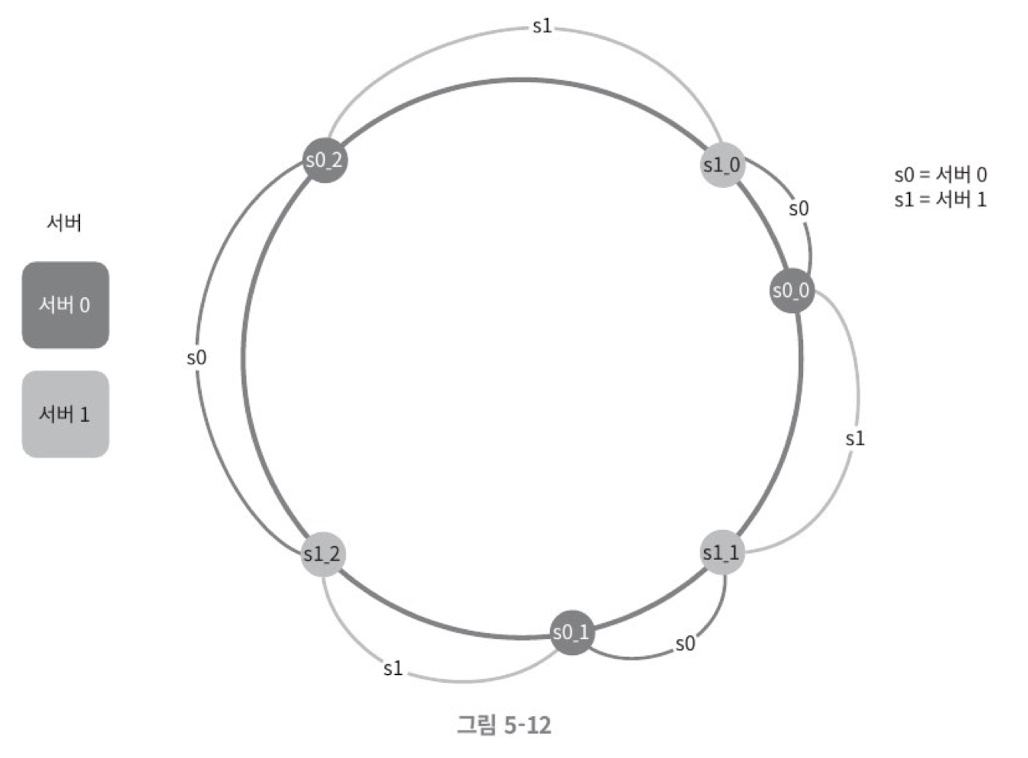 s1
s0_2
s1_0
s0 = 서버 0
s1 = 서버 1
s0
서버
s0_0
서버 0
s0
서버 1
s1
s1_2
s1_1
s0_1
s0
s1
그림 5-12